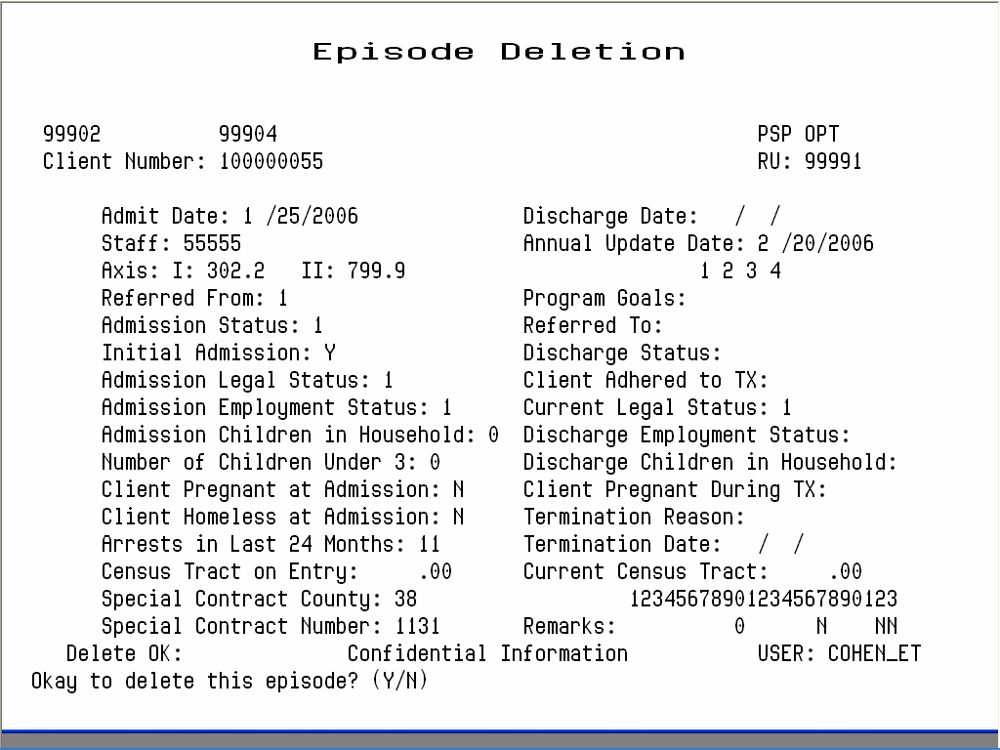 Episode Deletion
99902 99904 PSP OPT
Client Number: 100000055 RU: 99991
Admit Date: 1 /25/2006 Discharge Date: / /
Staff: 55555 Annual Update Date: 2 /20/2006
Axis: I: 302.2 II: 799.9 1 2 3 4
Referred From: 1 Program Goals:
Admission Status: 1 Referred To:
Initial Admission: Y Discharge Status:
Admission Legal Status: 1 Client Adhered to TX:
Admission Employment Status: 1 Current Legal Status: 1
Admission Children in Household: 0 Discharge Employment Status:
Number of Children Under 3: 0 Discharge Children in Household:
Client Pregnant at Admission: N Client Pregnant During TX:
Client Homeless at Admission: N Termination Reason:
Arrests in Last 24 Months: 11 Termination Date: / /
Census Tract on Entry: .00 Current Census Tract: .00
Special Contract County: 38 12345678901234567890123
Special Contract Number: 1131 Remarks: 0 N NN
Delete OK: Confidential Information USER: COHEN_ET
Okay to delete this episode? (Y/N)